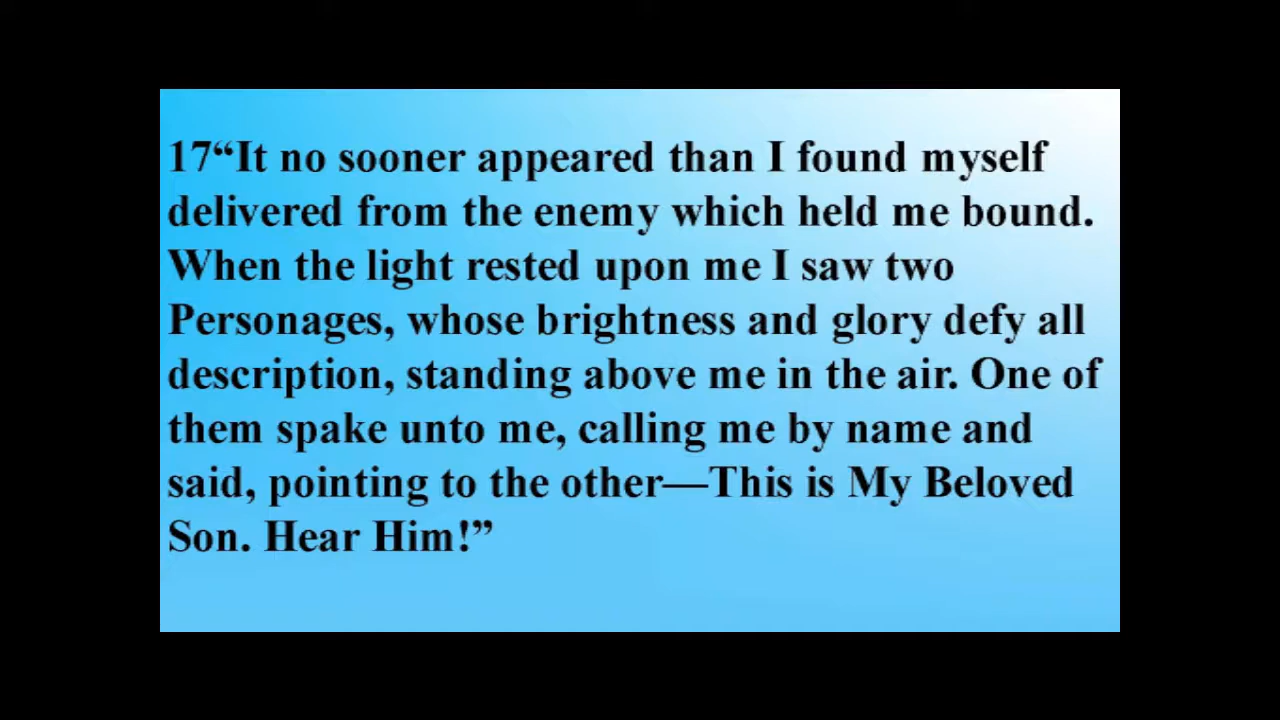 17“It no sooner appeared than I found myself
delivered from the enemy which held me bound.
When the light rested upon me I saw two
Personages, whose brightness and glory defy all
description, standing above me in the air. One of
them spake unto me, calling me by name and
said, pointing to the other—This is My Beloved
Son. Hear Him!”